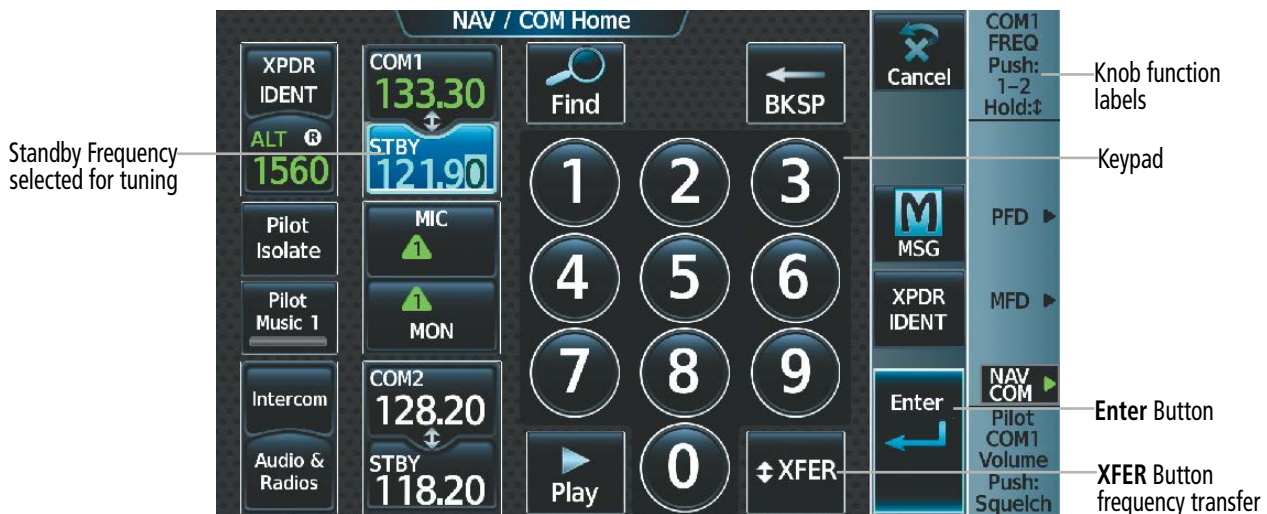 NAV / COM Home
Standby Frequency
selected for tuning
XPDR
IDENT
ALT R
1560
Pilot
Isolate
Pilot
Music 1
Intercom
Audio &
Radios
COM1
133.30
STBY
121.90
MIC
1
1
MON
COM2
128.20
STBY
118.20
Find
BKSP
1 2 3
4 5 6
7 8 9
Play
0
XFER
Cancel
MSG
XPDR
IDENT
Enter
COM1
FREQ
Push:
1–2
Hold:↕
PFD
MFD
NAV
COM
Pilot
COM1
Volume
Push:
Squelch
Knob function
labels
Keypad
Enter Button
XFER Button
frequency transfer